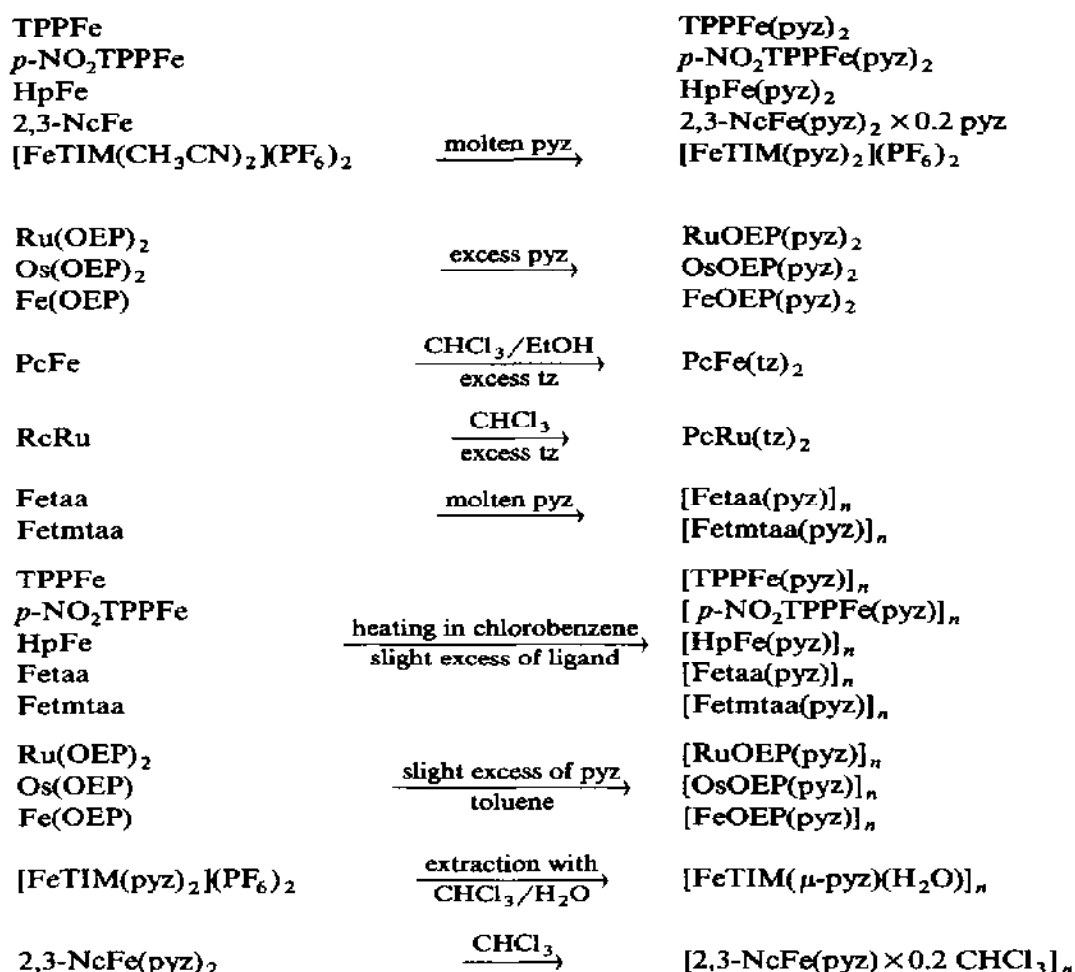 TPPFe TPPFe(pyz)₂
p-NO₂TPPFe p-NO₂TPPFe(pyz)₂
HpFe HpFe(pyz)₂
2,3-NcFe 2,3-NcFe(pyz)₂ × 0.2 pyz
[FeTIM(CH₃CN)₂](PF₆)₂ molten pyz → [FeTIM(pyz)₂](PF₆)₂
Ru(OEP)₂ RuOEP(pyz)₂
Os(OEP)₂ excess pyz → OsOEP(pyz)₂
Fe(OEP) FeOEP(pyz)₂
CHCl₃/EtOH
PcFe → PcFe(tz)₂
excess tz
CHCl₃
RcRu → PcRu(tz)₂
excess tz
Fetaa molten pyz → [Fetaa(pyz)]ₙ
Fetmtaa [Fetmtaa(pyz)]ₙ
TPPFe [TPPFe(pyz)]ₙ
p-NO₂TPPFe [p-NO₂TPPFe(pyz)]ₙ
heating in chlorobenzene
HpFe → [HpFe(pyz)]ₙ
slight excess of ligand
Fetaa [Fetaa(pyz)]ₙ
Fetmtaa [Fetmtaa(pyz)]ₙ
Ru(OEP)₂ [RuOEP(pyz)]ₙ
slight excess of pyz
Os(OEP) → [OsOEP(pyz)]ₙ
toluene
Fe(OEP) [FeOEP(pyz)]ₙ
extraction with
[FeTIM(pyz)₂](PF₆)₂ → [FeTIM(μ-pyz)(H₂O)]ₙ
CHCl₃/H₂O
CHCl₃
2,3-NcFe(pyz)₂ → [2,3-NcFe(pyz) × 0.2 CHCl₃]ₙ